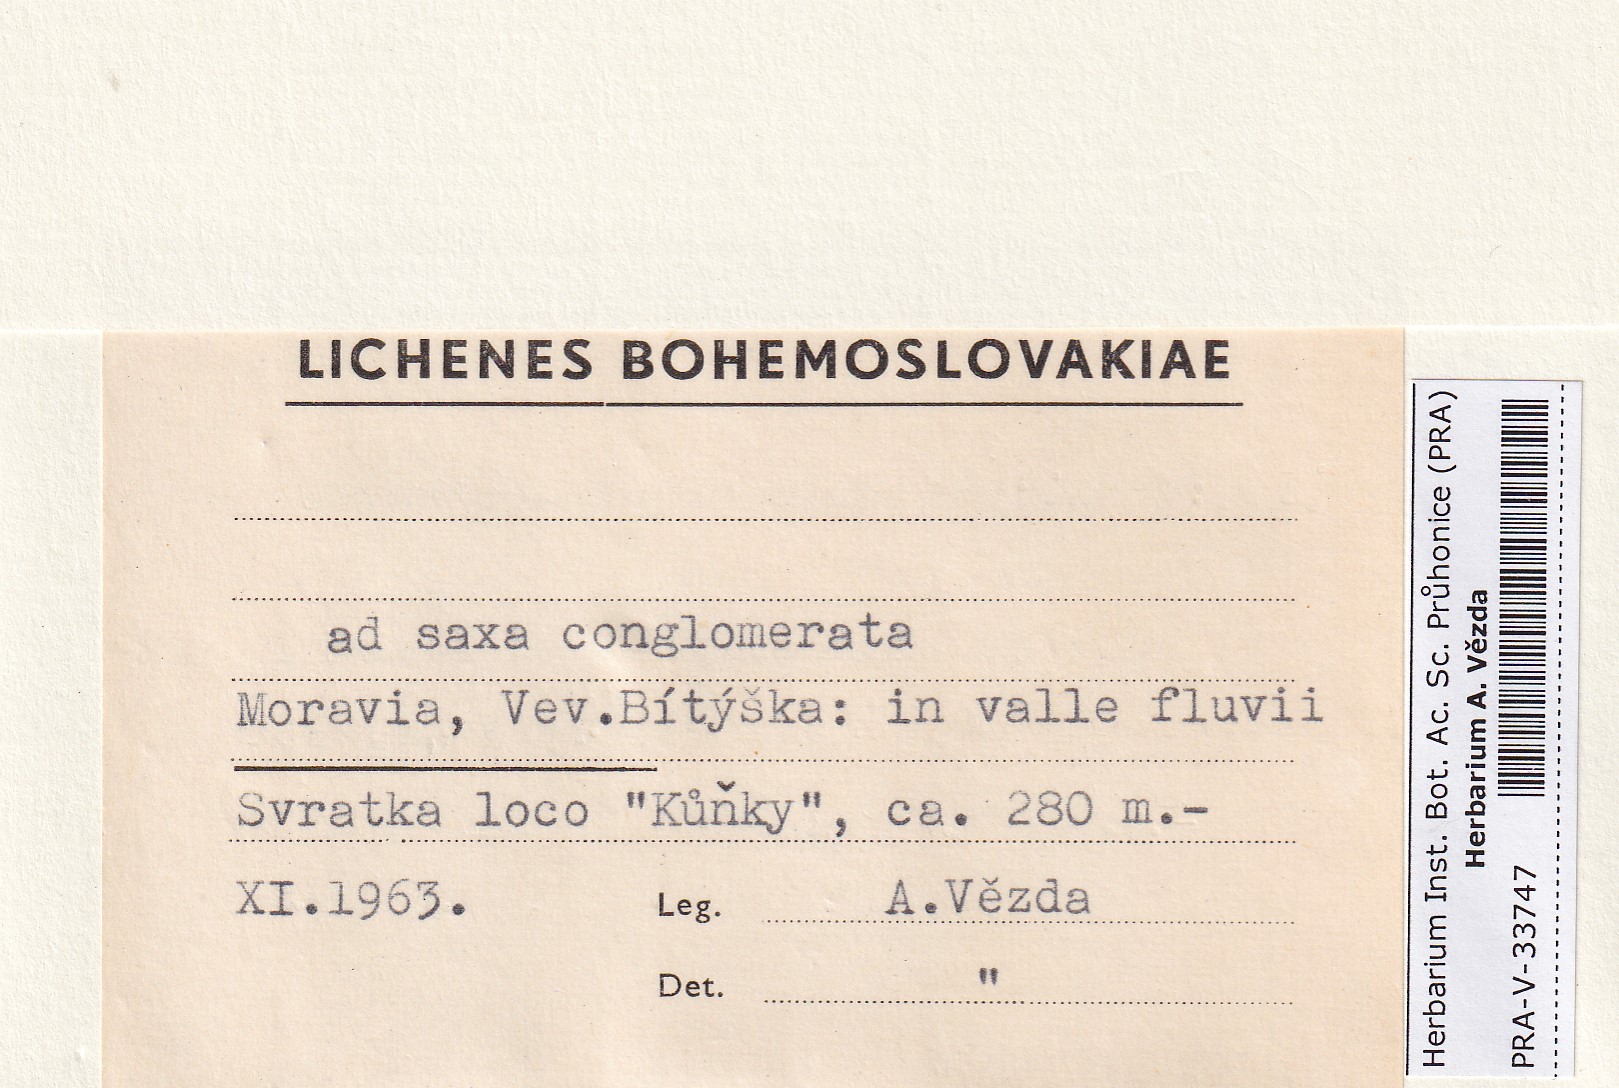 LICHENES BOHEMOSLOVAKIAE
ad saxa conglomerata
Moravia, Vev.Bítýška: in valle fluvii
Svratka loco "Kůňky", ca. 280 m.-
XI.1963. Leg. A.Vězda
Det. "
Herbarium Inst. Bot. Ac. Sc. Průhonice (PRA)
Herbarium A. Vězda
PRA-V-33747